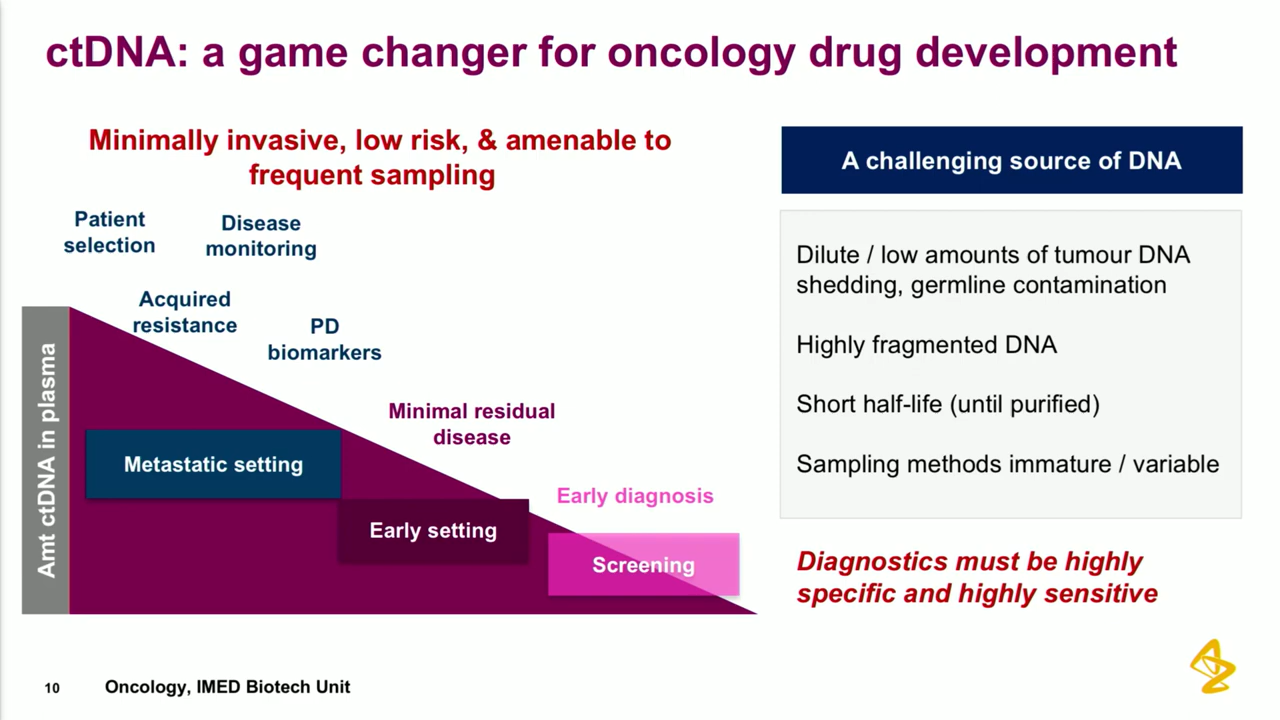 ctDNA: a game changer for oncology drug development
Minimally invasive, low risk, & amenable to
frequent sampling
Patient
selection
Disease
monitoring
Acquired
resistance
PD
biomarkers
Minimal residual
disease
Early diagnosis
Amt ctDNA in plasma
Metastatic setting
Early setting
Screening
A challenging source of DNA
Dilute / low amounts of tumour DNA
shedding, germline contamination
Highly fragmented DNA
Short half-life (until purified)
Sampling methods immature / variable
Diagnostics must be highly
specific and highly sensitive
10
Oncology, IMED Biotech Unit